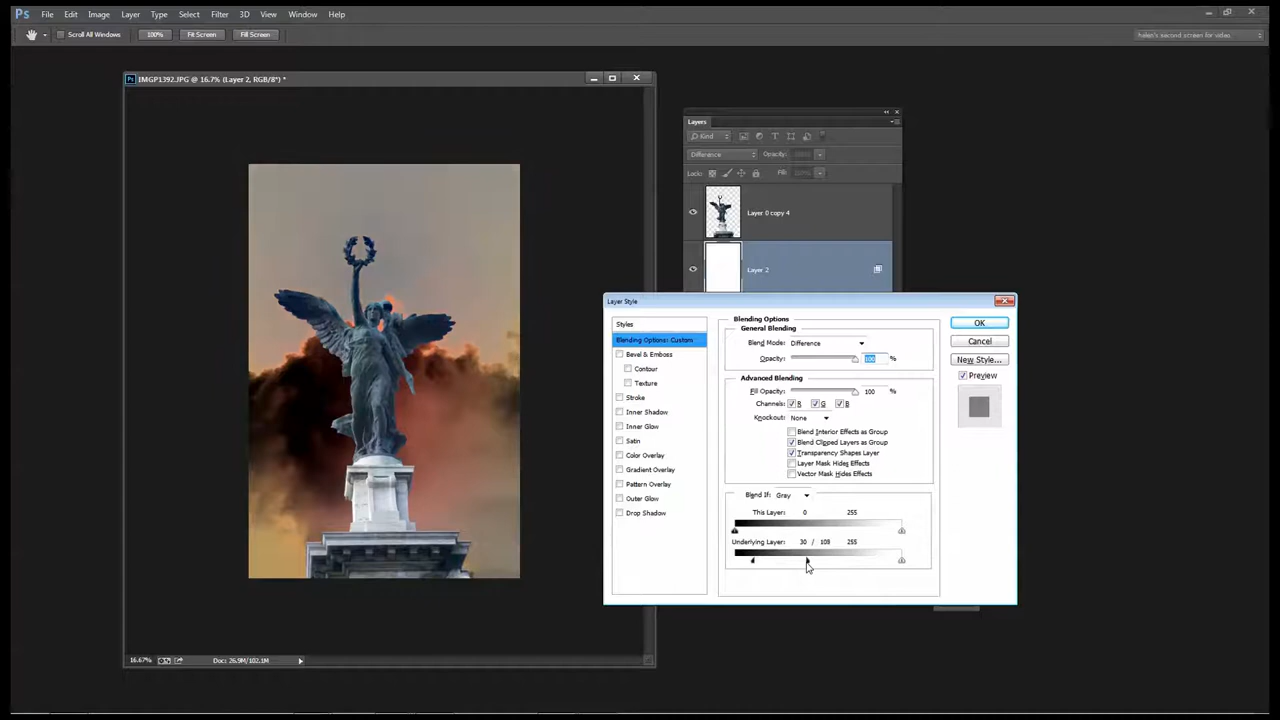 Ps File Edit Image Layer Type Select Filter 3D View Window Help
Scroll All Windows 100% Fit Screen Fill Screen helen's second screen for video
IMGP1392.JPG @ 16.7% (Layer 2, RGB/8*) *
Layers
Kind
Difference Opacity:
Lock: Fill:
Layer 0 copy 4
Layer 2
Layer Style
Styles
Blending Options: Custom
Bevel & Emboss
Contour
Texture
Stroke
Inner Shadow
Inner Glow
Satin
Color Overlay
Gradient Overlay
Pattern Overlay
Outer Glow
Drop Shadow
Blending Options
General Blending
Blend Mode: Difference
Opacity: 100 %
Advanced Blending
Fill Opacity: 100 %
Channels: R G B
Knockout: None
Blend Interior Effects as Group
Blend Clipped Layers as Group
Transparency Shapes Layer
Layer Mask Hides Effects
Vector Mask Hides Effects
Blend If: Gray
This Layer: 0 255
Underlying Layer: 30 / 108 255
OK
Cancel
New Style...
Preview
16.67% Doc: 26.9M/102.1M